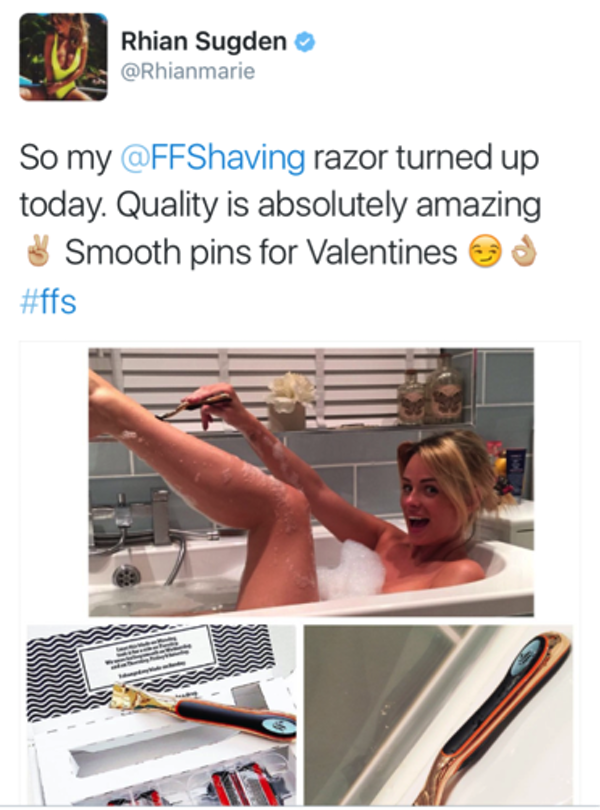 Rhian Sugden
@Rhianmarie
So my @FFShaving razor turned up
today. Quality is absolutely amazing
✌🏼 Smooth pins for Valentines 😏👌🏼
#ffs